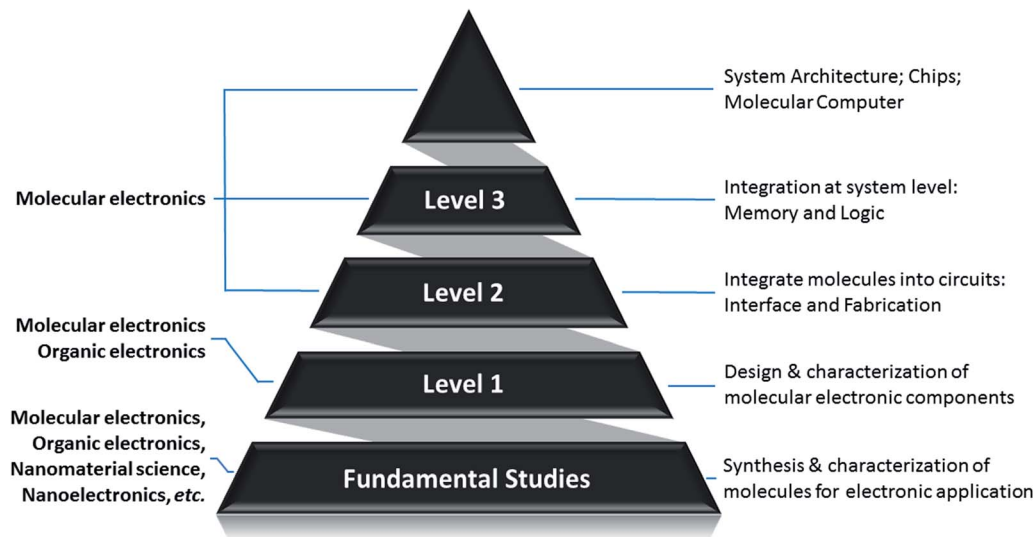 System Architecture; Chips;
Molecular Computer
Molecular electronics
Level 3
Integration at system level:
Memory and Logic
Level 2
Integrate molecules into circuits:
Interface and Fabrication
Molecular electronics
Organic electronics
Level 1
Design & characterization of
molecular electronic components
Molecular electronics,
Organic electronics,
Nanomaterial science,
Nanoelectronics, etc.
Fundamental Studies
Synthesis & characterization of
molecules for electronic application